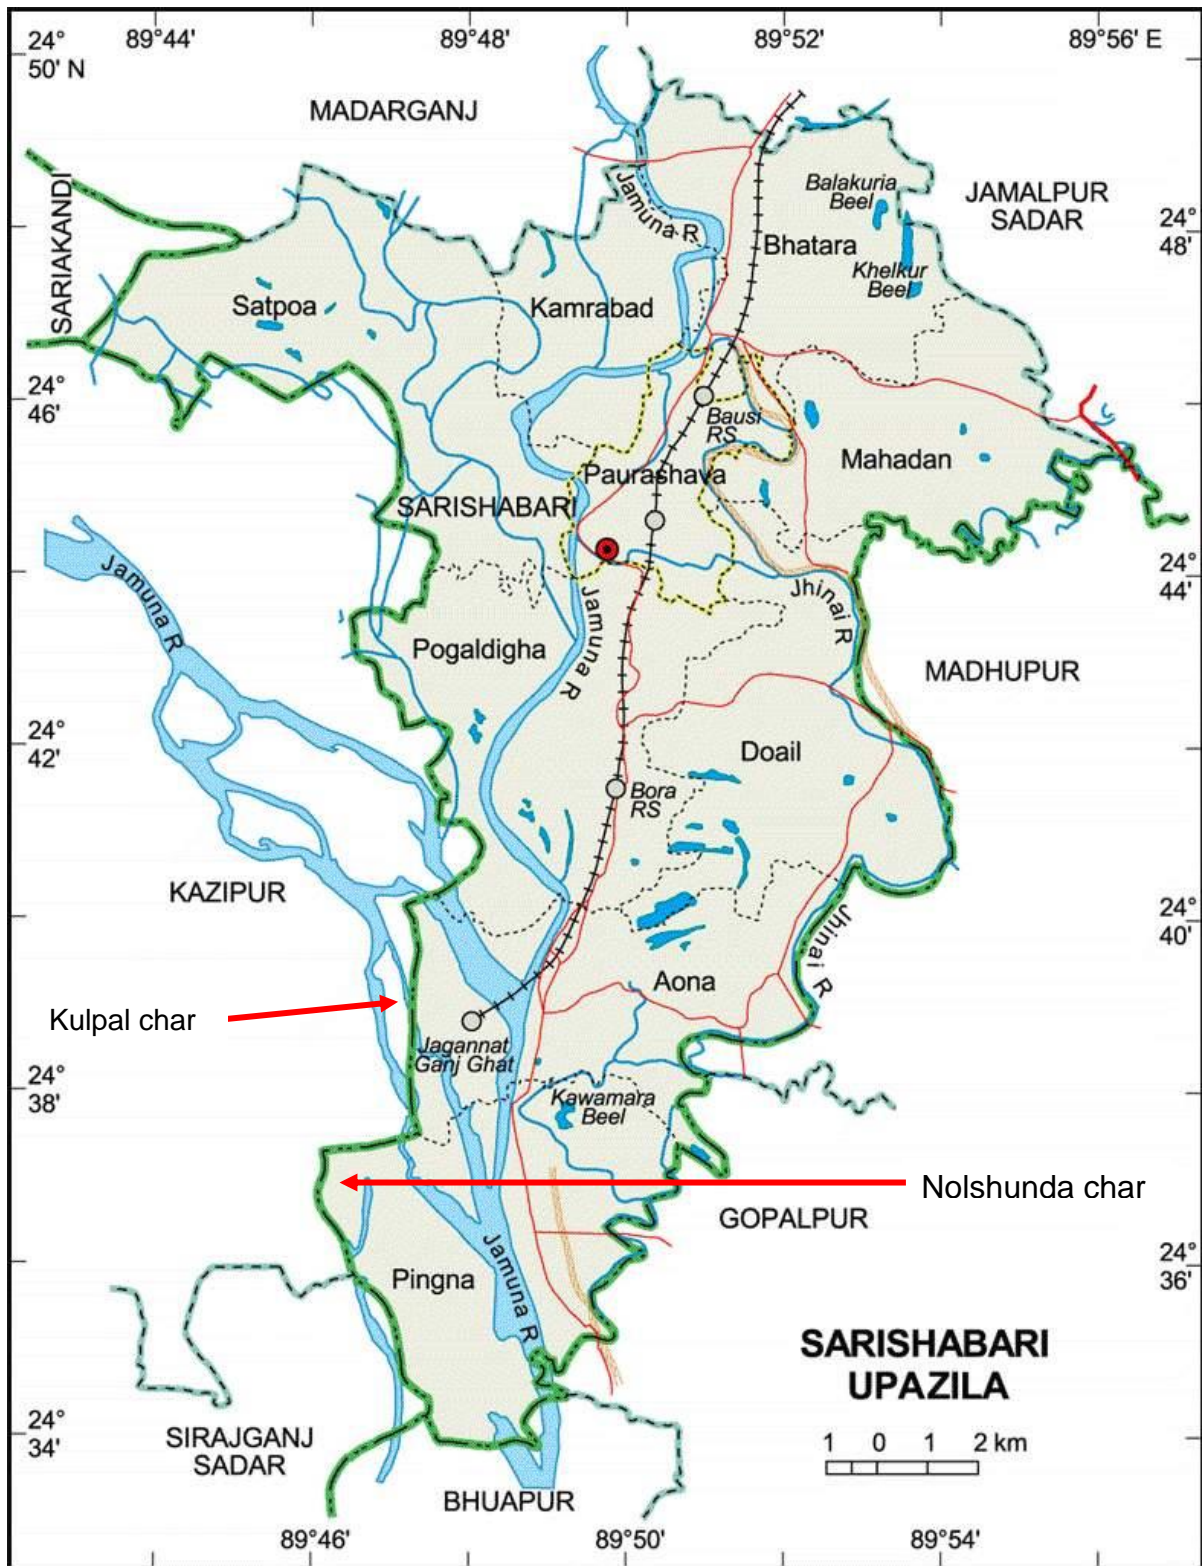 89°44'
89°48'
89°52'
89°56' E
24°
50' N
MADARGANJ
SARIAKANDI
Jamuna R
Balakuria
Beel
JAMALPUR
SADAR
24°
48'
Bhatara
Khelkur
Beel
Satpoa
Kamrabad
24°
46'
24°
46'
Bausi
RS
Mahadan
Paurashava
SARISHABARI
Jamuna R
24°
44'
Jhinai R
Jamuna R
Pogaldigha
MADHUPUR
24°
42'
Doail
Bora
RS
KAZIPUR
Jhinai R
24°
40'
Aona
Kulpal char
Jagannat
Ganj Ghat
24°
38'
Kawamara
Beel
Nolshunda char
GOPALPUR
Jamuna R
Pingna
24°
36'
SARISHABARI
UPAZILA
24°
34'
SIRAJGANJ
SADAR
1 0 1 2 km
BHUAPUR
89°46'
89°50'
89°54'